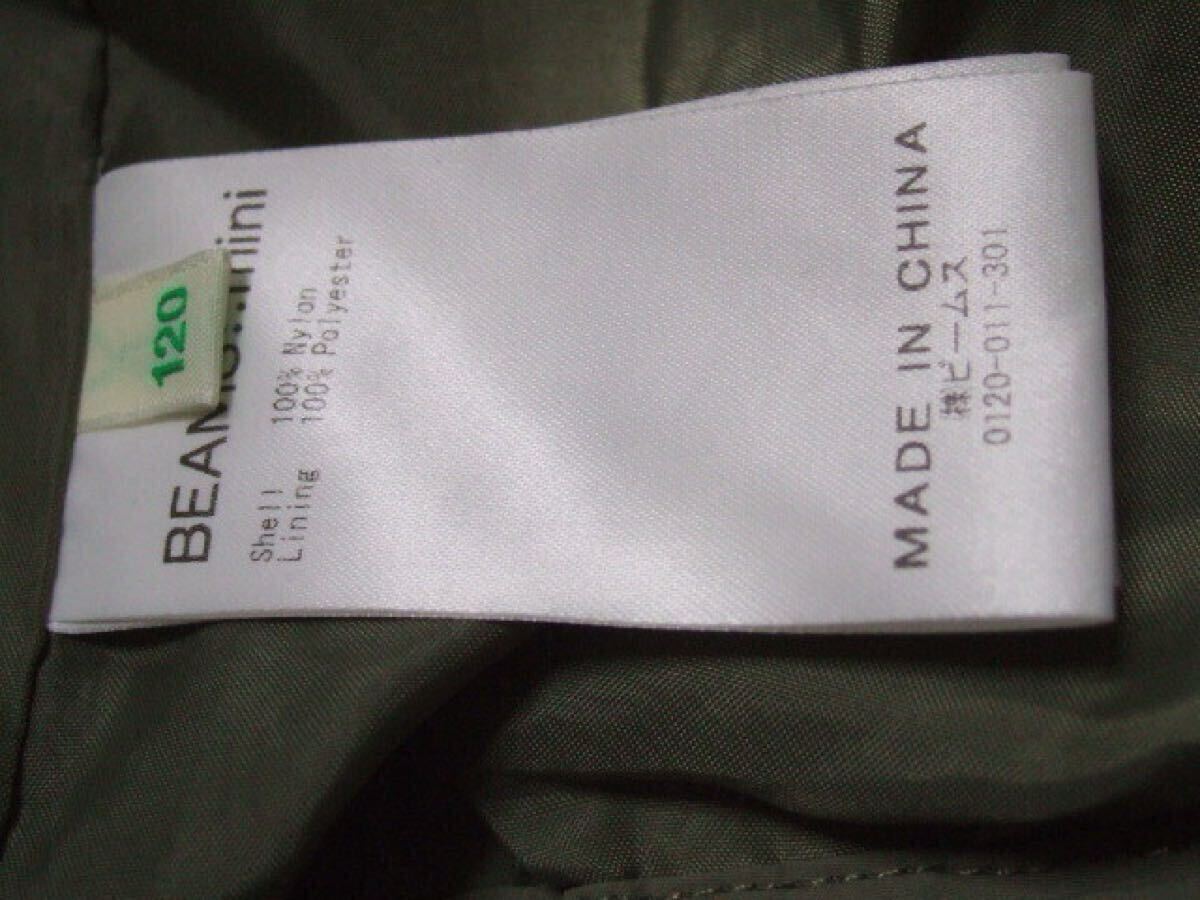 120
BEAMS mini
Shell 100% Nylon
Lining 100% Polyester
MADE IN CHINA
㈱ビームス
0120-011-301